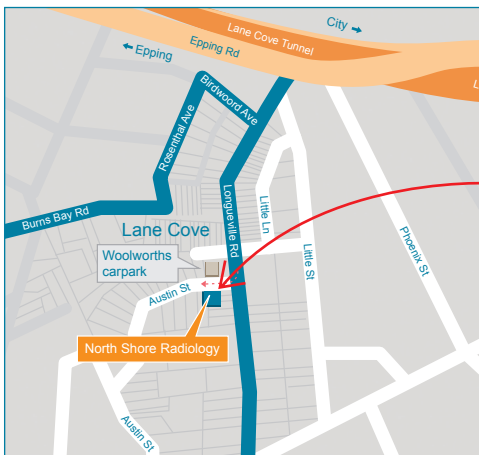 City
Lane Cove Tunnel
Epping Rd
Epping
Birdwood Ave
Rosenthal Ave
Burns Bay Rd
Lane Cove
Longueville Rd
Little Ln
Woolworths
carpark
Little St
Phoenix St
Austin St
North Shore Radiology
Austin St